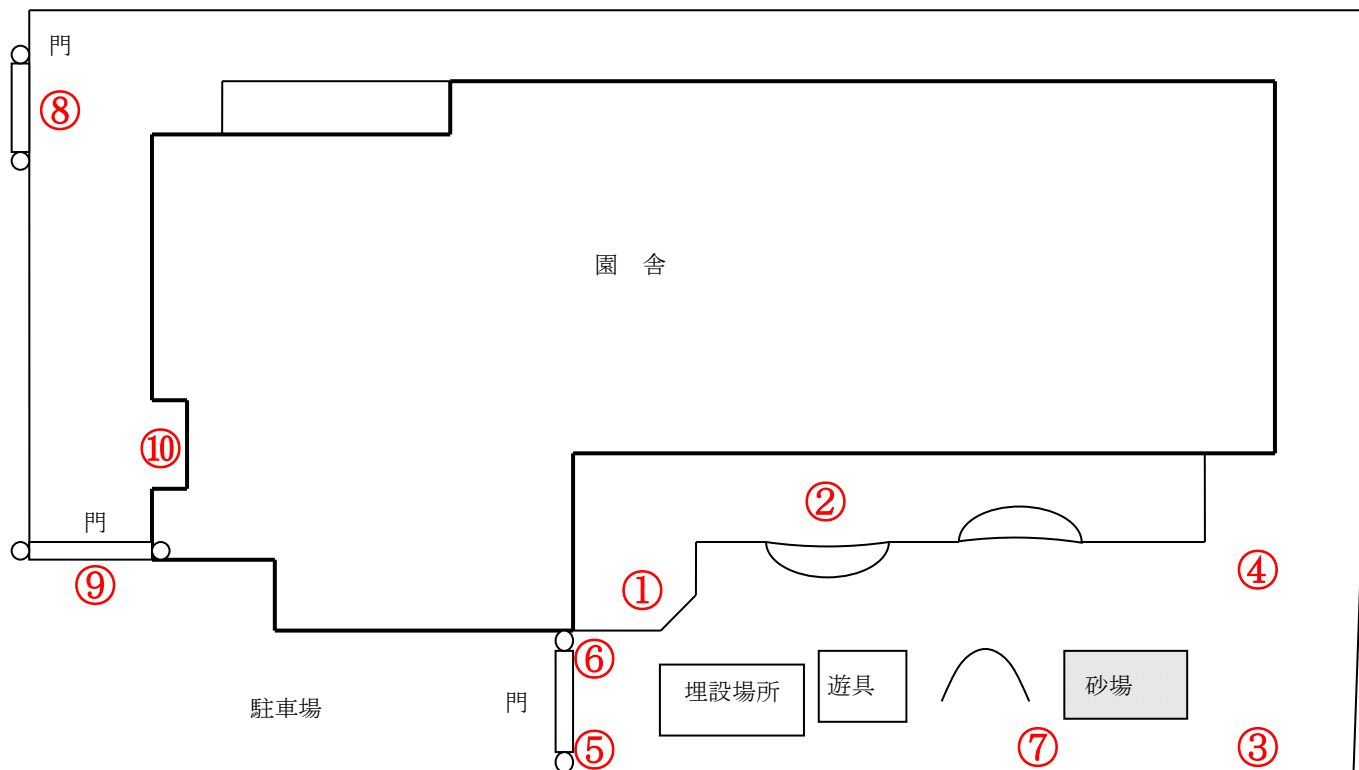 門
⑧
園 舎
⑩
②
門
④
⑨
①
⑥
埋設場所
遊具
砂場
駐車場
門
⑤
⑦
③